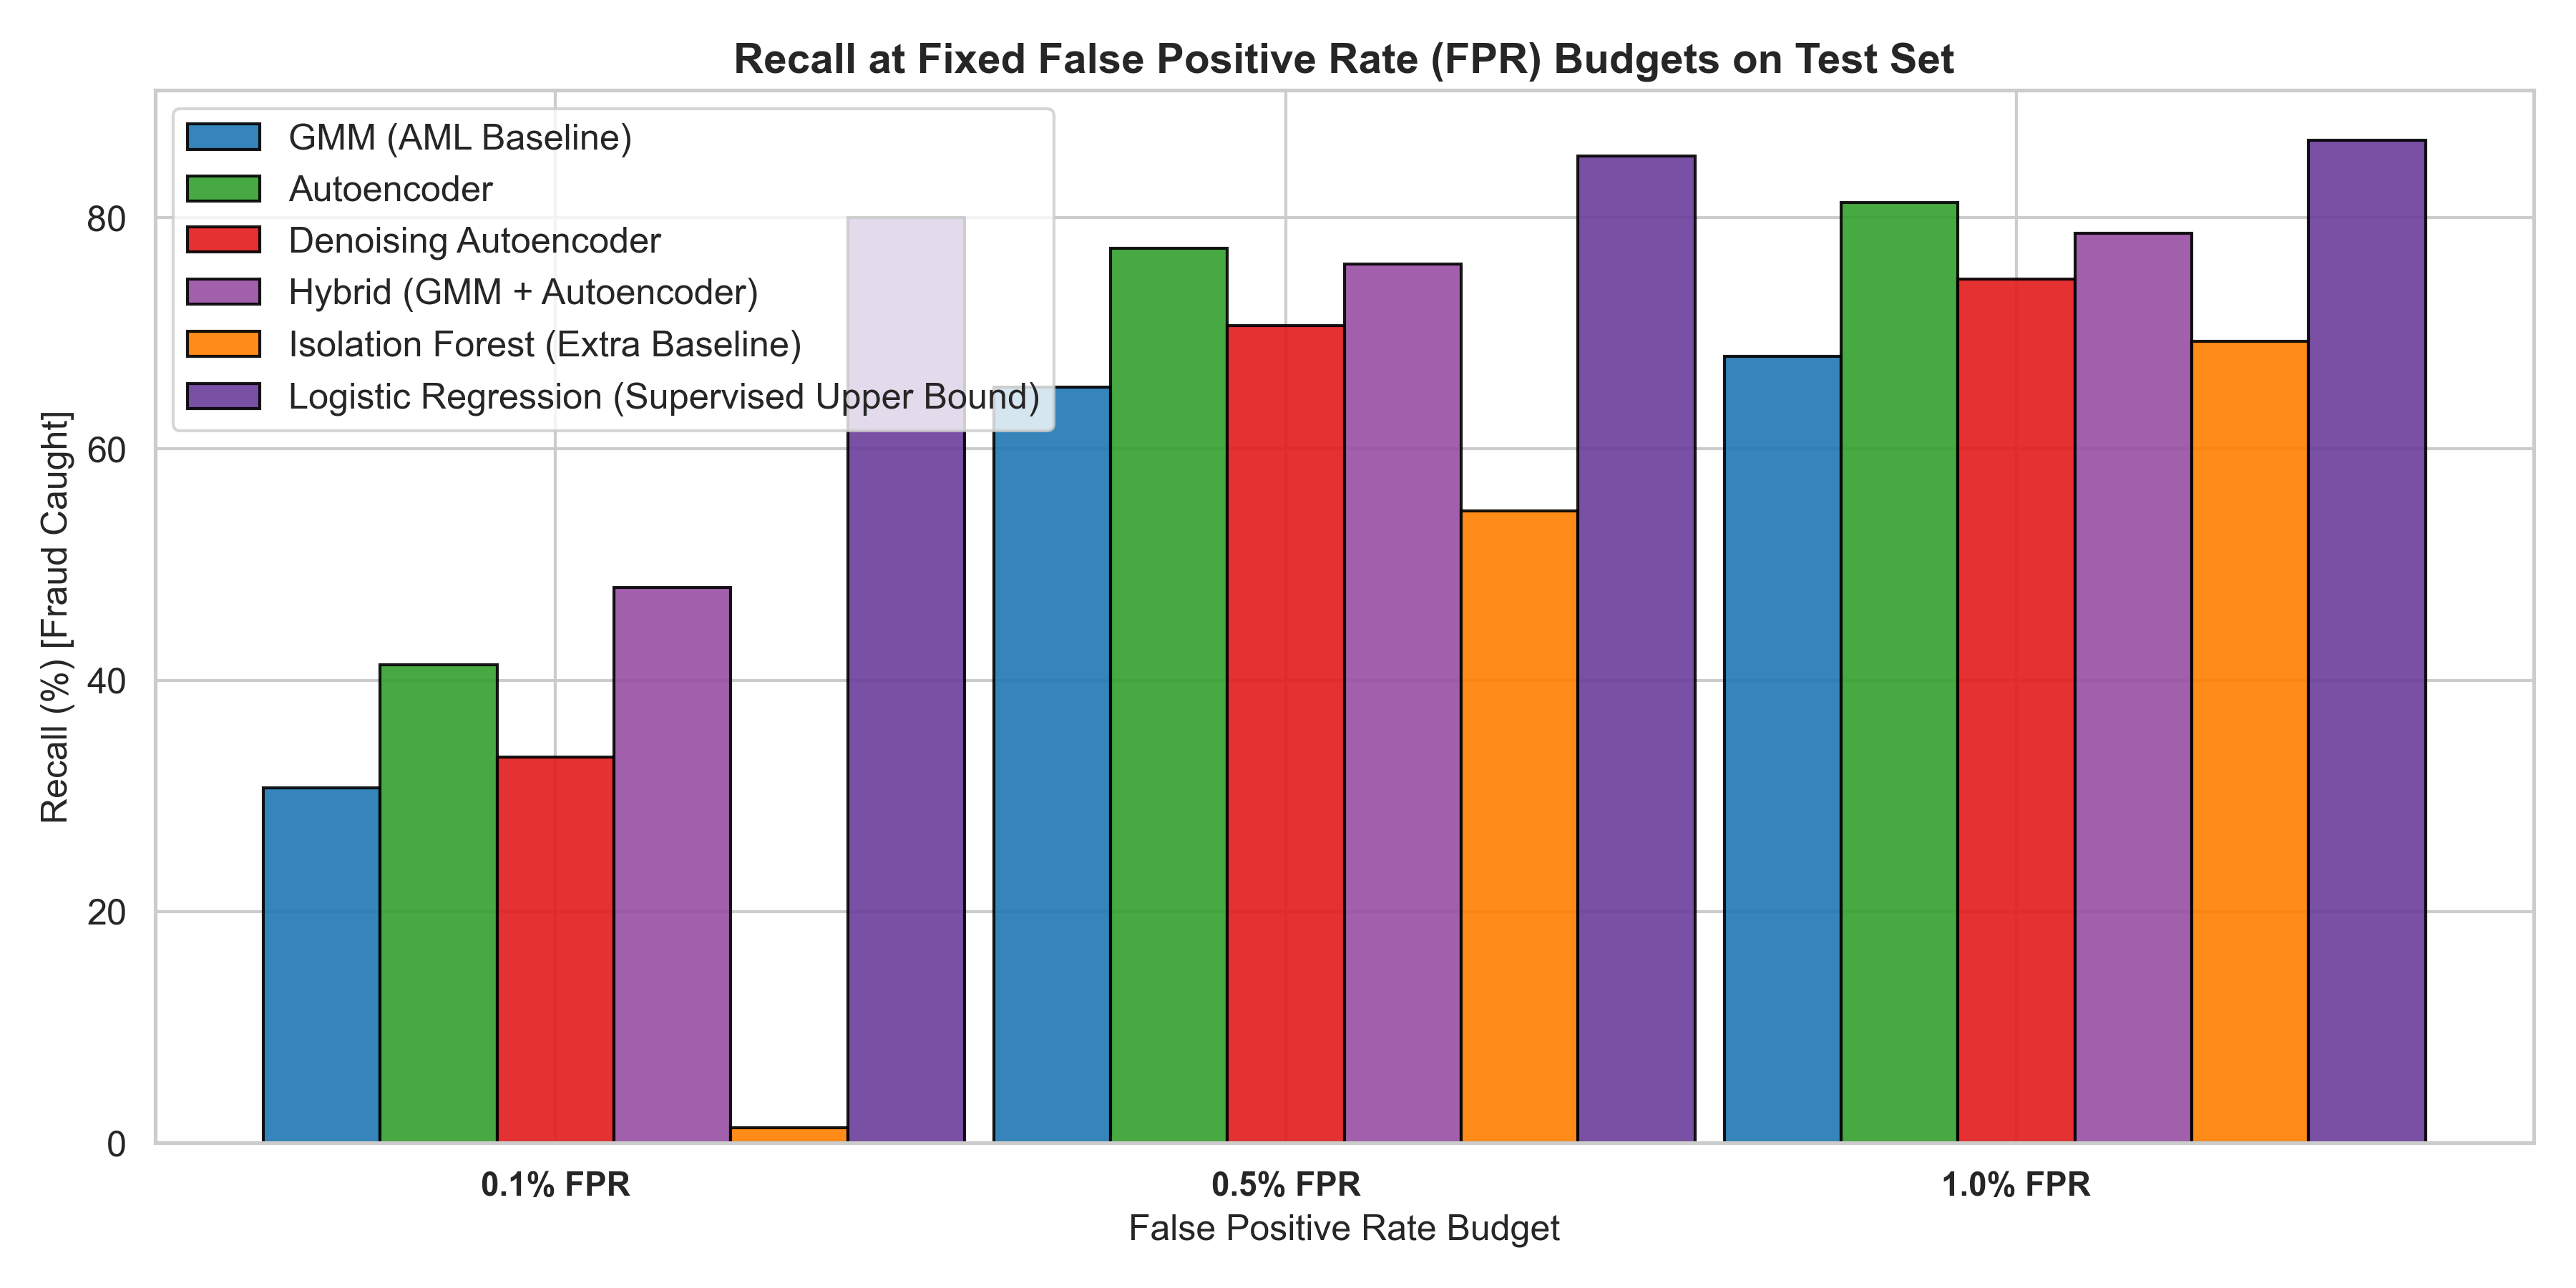 Recall at Fixed False Positive Rate (FPR) Budgets on Test Set
GMM (AML Baseline)
Autoencoder
Denoising Autoencoder
Hybrid (GMM + Autoencoder)
Isolation Forest (Extra Baseline)
Logistic Regression (Supervised Upper Bound)
Recall (%) [Fraud Caught]
80
60
40
20
0
0.1% FPR
0.5% FPR
1.0% FPR
False Positive Rate Budget